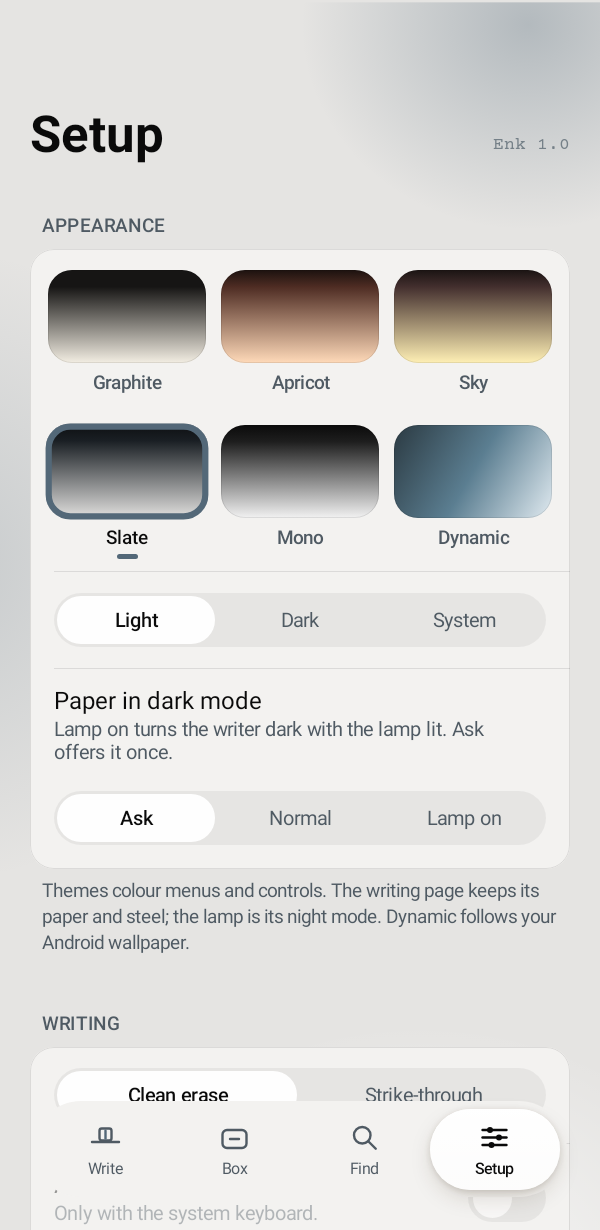 Setup
Enk 1.0
APPEARANCE
Graphite
Apricot
Sky
Slate
Mono
Dynamic
Light
Dark
System
Paper in dark mode
Lamp on turns the writer dark with the lamp lit. Ask
offers it once.
Ask
Normal
Lamp on
Themes colour menus and controls. The writing page keeps its
paper and steel; the lamp is its night mode. Dynamic follows your
Android wallpaper.
WRITING
Clean erase
Strike-through
Write
Box
Find
Setup
Only with the system keyboard.